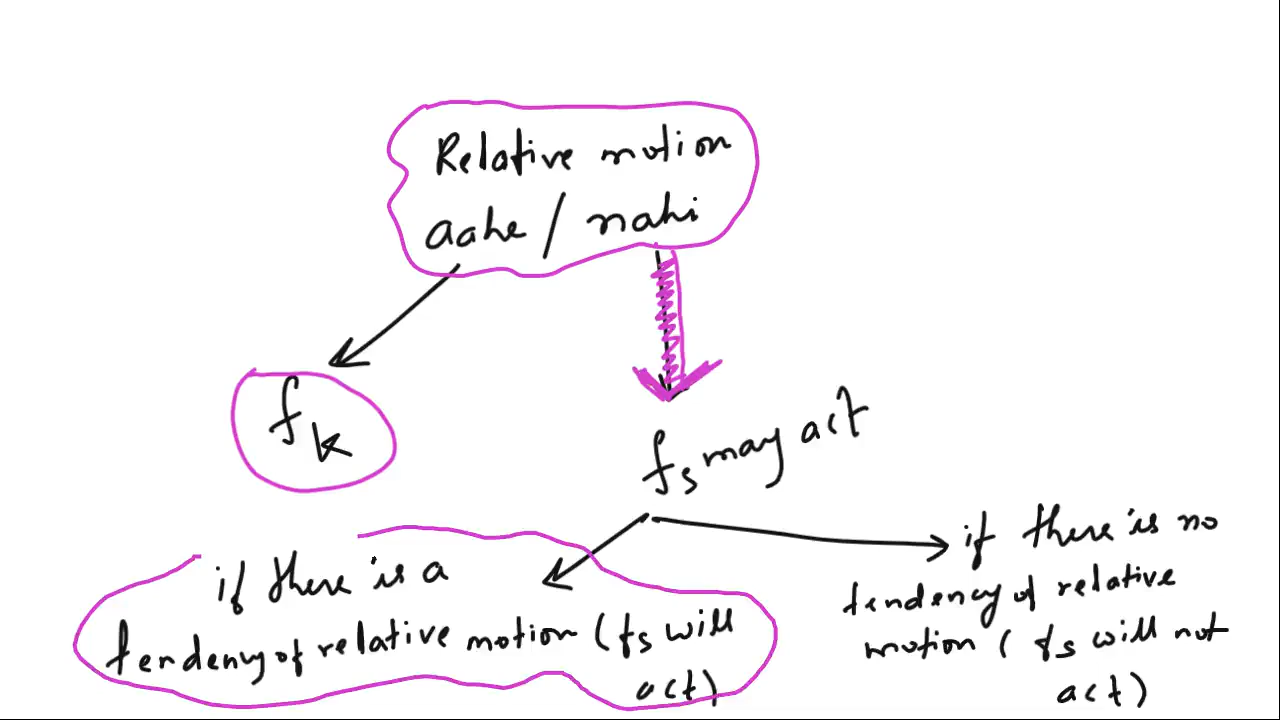 Relative motion
aahe / nahi
fk
fs may act
if there is a
tendency of relative motion (fs will
act)
if there is no
tendency of relative
motion ( fs will not
act)